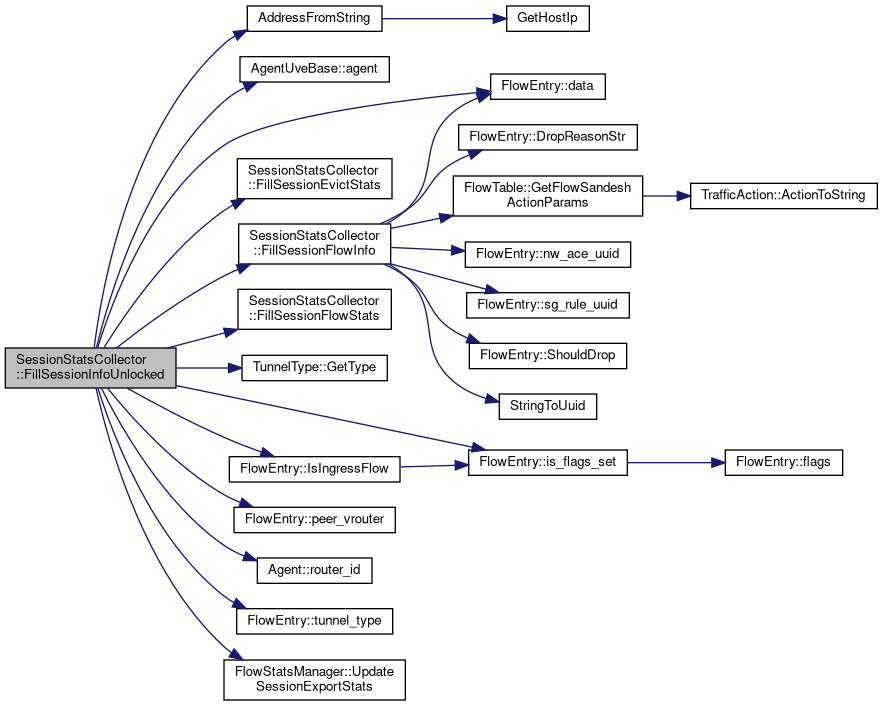 AddressFromString
GetHostIp
AgentUveBase::agent
FlowEntry::data
FlowEntry::DropReasonStr
SessionStatsCollector
::FillSessionEvictStats
FlowTable::GetFlowSandesh
ActionParams
TrafficAction::ActionToString
SessionStatsCollector
::FillSessionFlowInfo
FlowEntry::nw_ace_uuid
SessionStatsCollector
::FillSessionFlowStats
FlowEntry::sg_rule_uuid
SessionStatsCollector
::FillSessionInfoUnlocked
TunnelType::GetType
FlowEntry::ShouldDrop
StringToUuid
FlowEntry::IsIngressFlow
FlowEntry::is_flags_set
FlowEntry::flags
FlowEntry::peer_vrouter
Agent::router_id
FlowEntry::tunnel_type
FlowStatsManager::Update
SessionExportStats